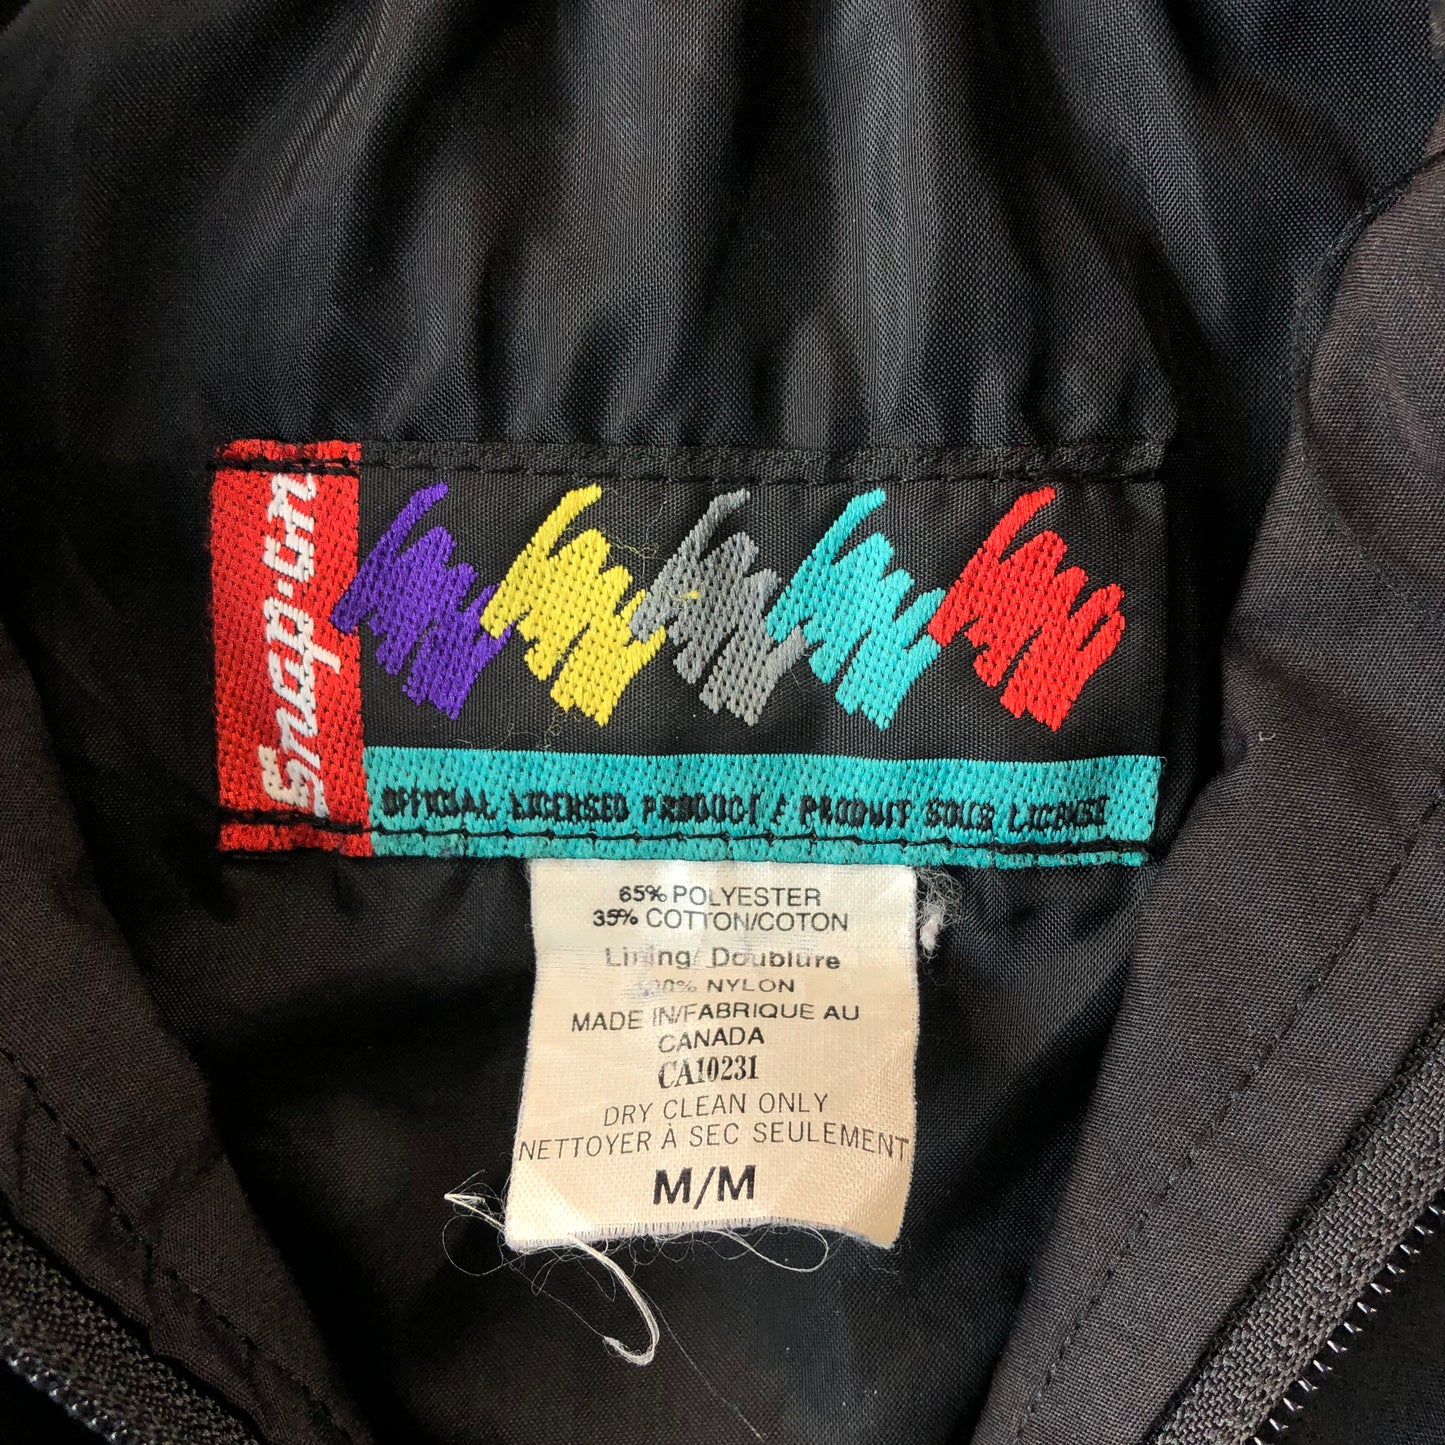 Snap-on
OFFICIAL LICENSED PRODUCT / PRODUIT SOUS LICENSE
65% POLYESTER
35% COTTON/COTON
Lining/Doublure
100% NYLON
MADE IN/FABRIQUE AU
CANADA
CA10231
DRY CLEAN ONLY
NETTOYER À SEC SEULEMENT
M/M